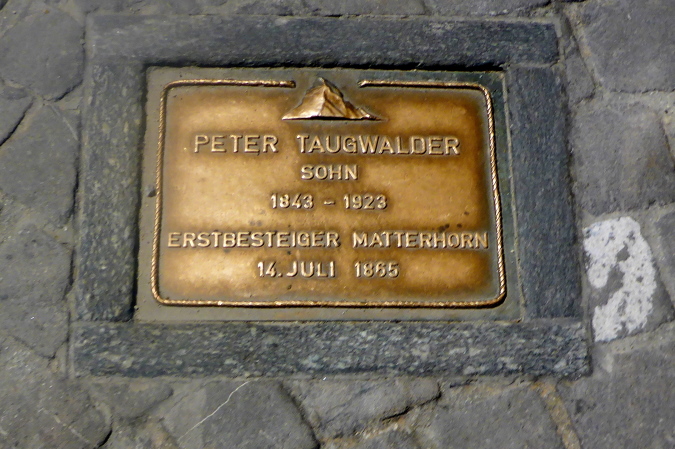 PETER TAUGWALDER
SOHN
1843 – 1923
ERSTBESTEIGER MATTERHORN
14. JULI 1865